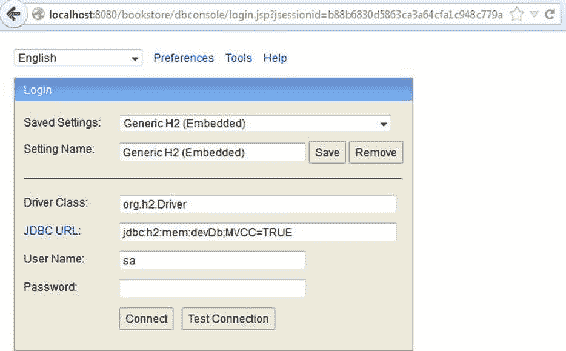 localhost:8080/bookstore/dbconsole/login.jsp?jsessionid=b88b6830d5863ca3a64cfa1c948c779a
English Preferences Tools Help
Login
Saved Settings: Generic H2 (Embedded)
Setting Name: Generic H2 (Embedded) Save Remove
Driver Class: org.h2.Driver
JDBC URL: jdbc:h2:mem:devDb;MVCC=TRUE
User Name: sa
Password:
Connect Test Connection